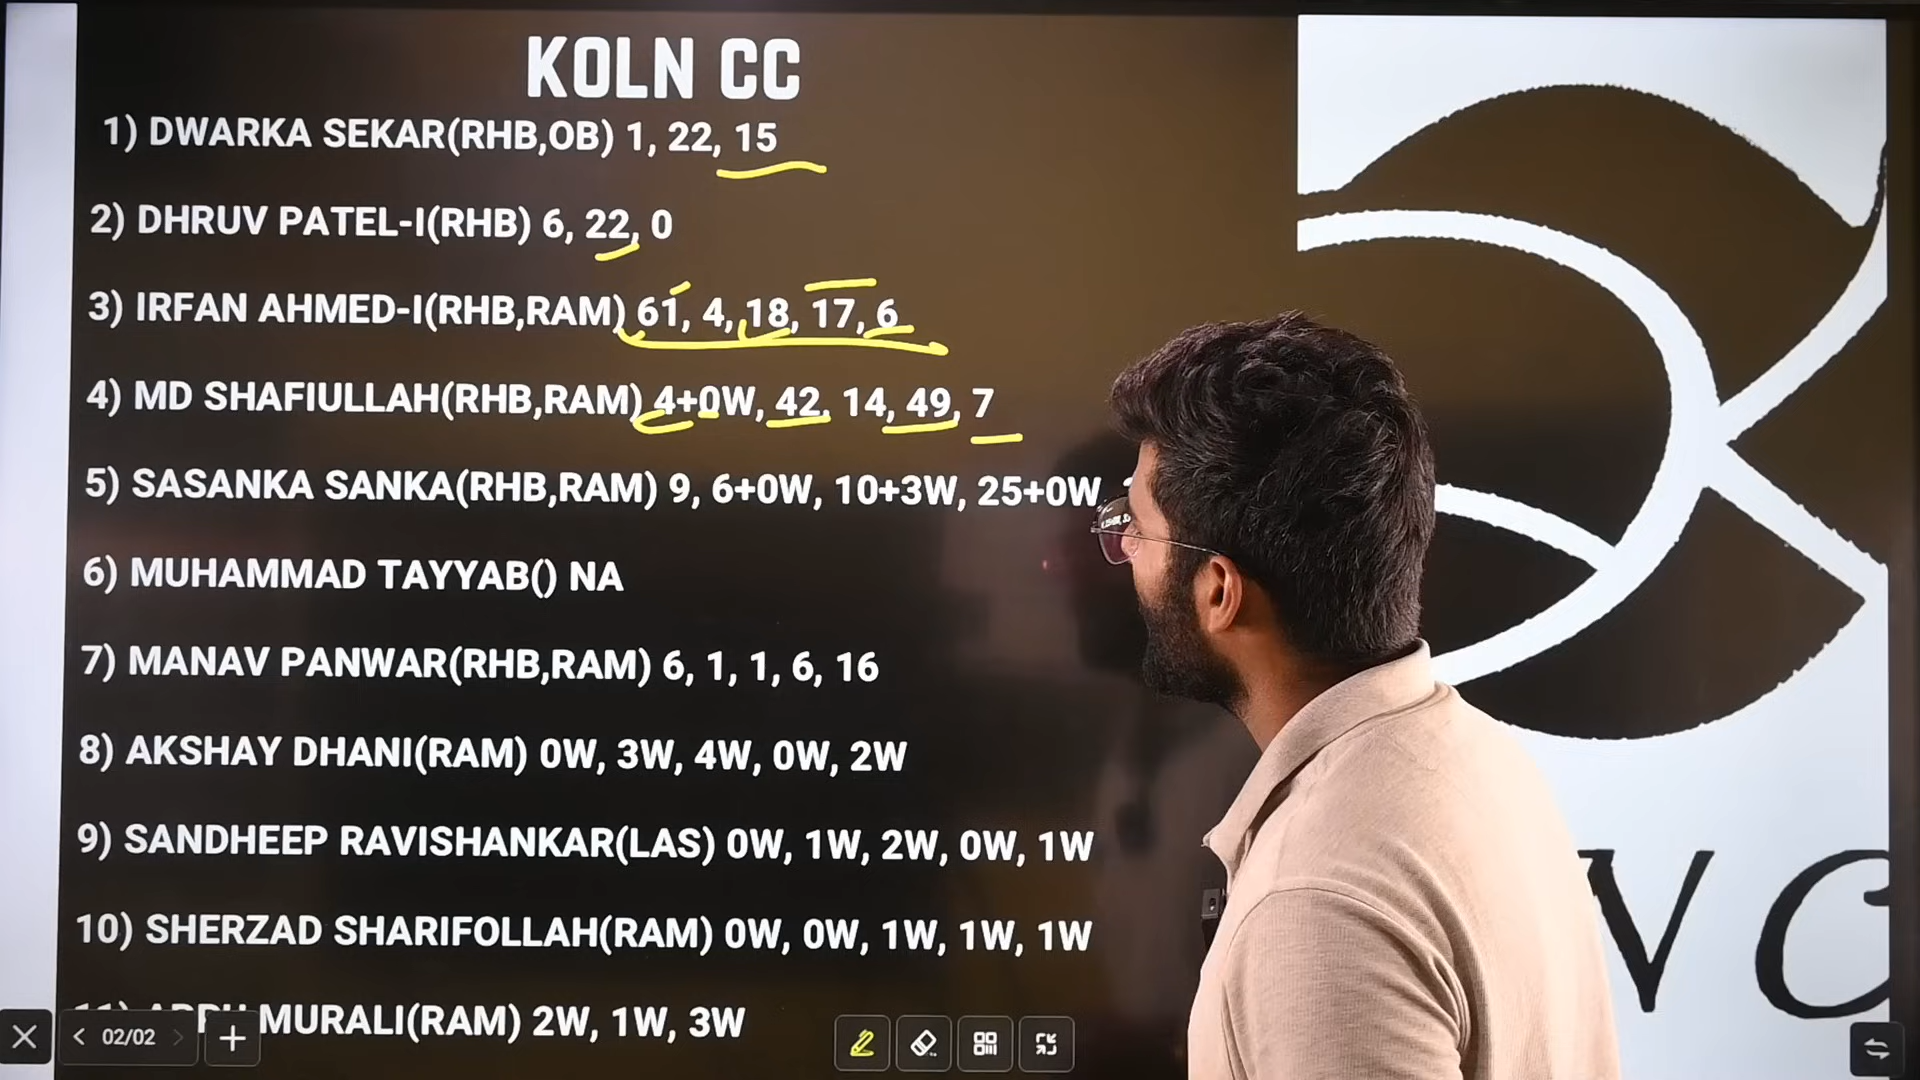 KOLN CC
1) DWARKA SEKAR(RHB,OB) 1, 22, 15
2) DHRUV PATEL-I(RHB) 6, 22, 0
3) IRFAN AHMED-I(RHB,RAM) 61, 4, 18, 17, 6
4) MD SHAFIULLAH(RHB,RAM) 4+0W, 42, 14, 49, 7
5) SASANKA SANKA(RHB,RAM) 9, 6+0W, 10+3W, 25+0W,
6) MUHAMMAD TAYYAB() NA
7) MANAV PANWAR(RHB,RAM) 6, 1, 1, 6, 16
8) AKSHAY DHANI(RAM) 0W, 3W, 4W, 0W, 2W
9) SANDHEEP RAVISHANKAR(LAS) 0W, 1W, 2W, 0W, 1W
10) SHERZAD SHARIFOLLAH(RAM) 0W, 0W, 1W, 1W, 1W
MURALI(RAM) 2W, 1W, 3W
02/02
V C